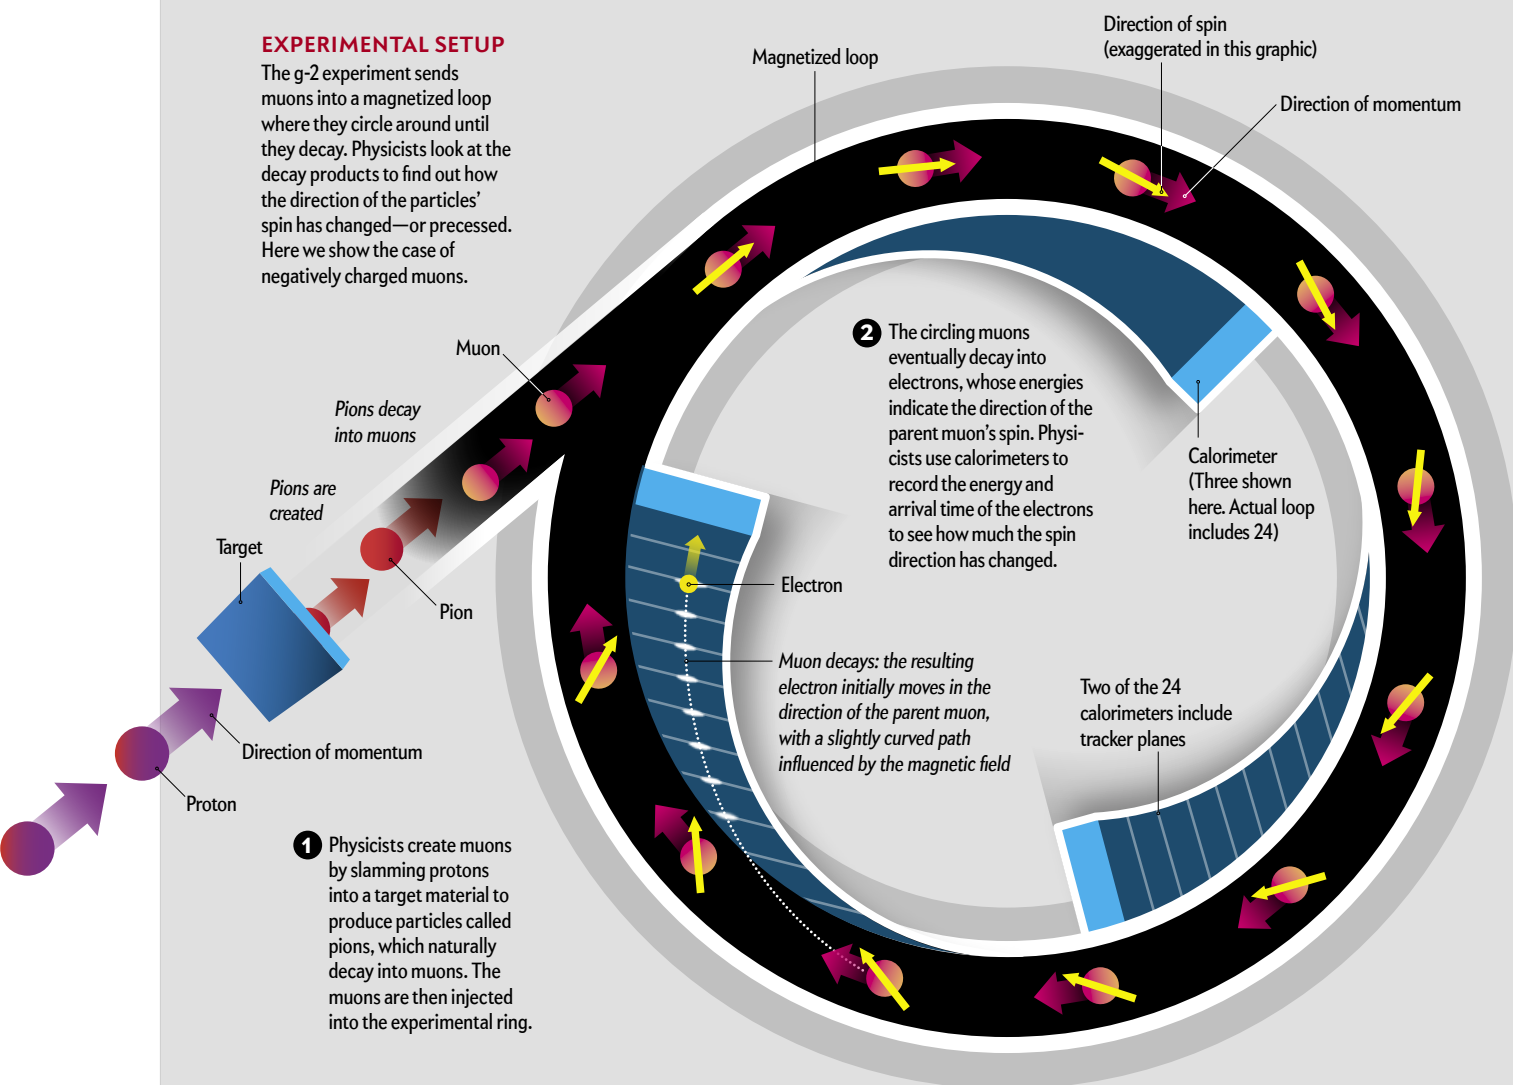 EXPERIMENTAL SETUP
The g-2 experiment sends
muons into a magnetized loop
where they circle around until
they decay. Physicists look at the
decay products to find out how
the direction of the particles’
spin has changed—or precessed.
Here we show the case of
negatively charged muons.
Magnetized loop
Direction of spin
(exaggerated in this graphic)
Direction of momentum
Muon
Pions decay
into muons
Pions are
created
Target
Pion
Direction of momentum
Proton
1 Physicists create muons
by slamming protons
into a target material to
produce particles called
pions, which naturally
decay into muons. The
muons are then injected
into the experimental ring.
2 The circling muons
eventually decay into
electrons, whose energies
indicate the direction of the
parent muon’s spin. Physi-
cists use calorimeters to
record the energy and
arrival time of the electrons
to see how much the spin
direction has changed.
Calorimeter
(Three shown
here. Actual loop
includes 24)
Electron
Muon decays: the resulting
electron initially moves in the
direction of the parent muon,
with a slightly curved path
influenced by the magnetic field
Two of the 24
calorimeters include
tracker planes